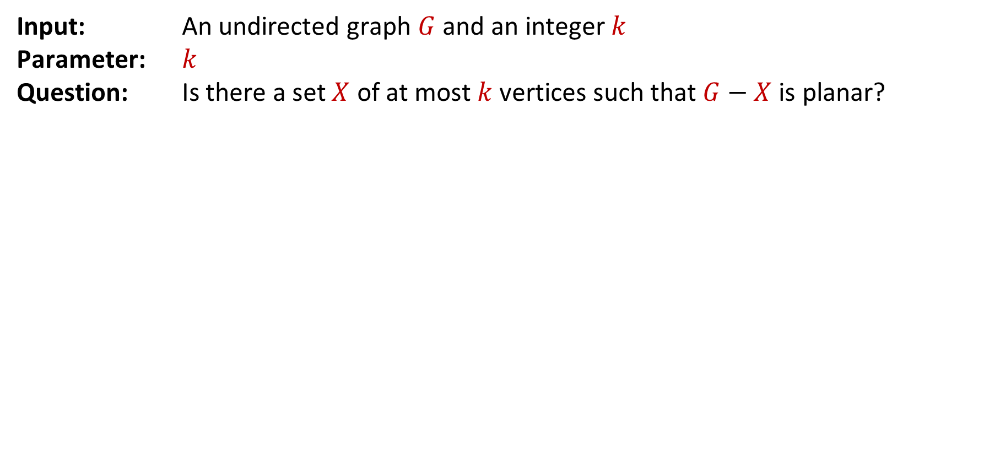 Input: An undirected graph G and an integer k
Parameter: k
Question: Is there a set X of at most k vertices such that G − X is planar?